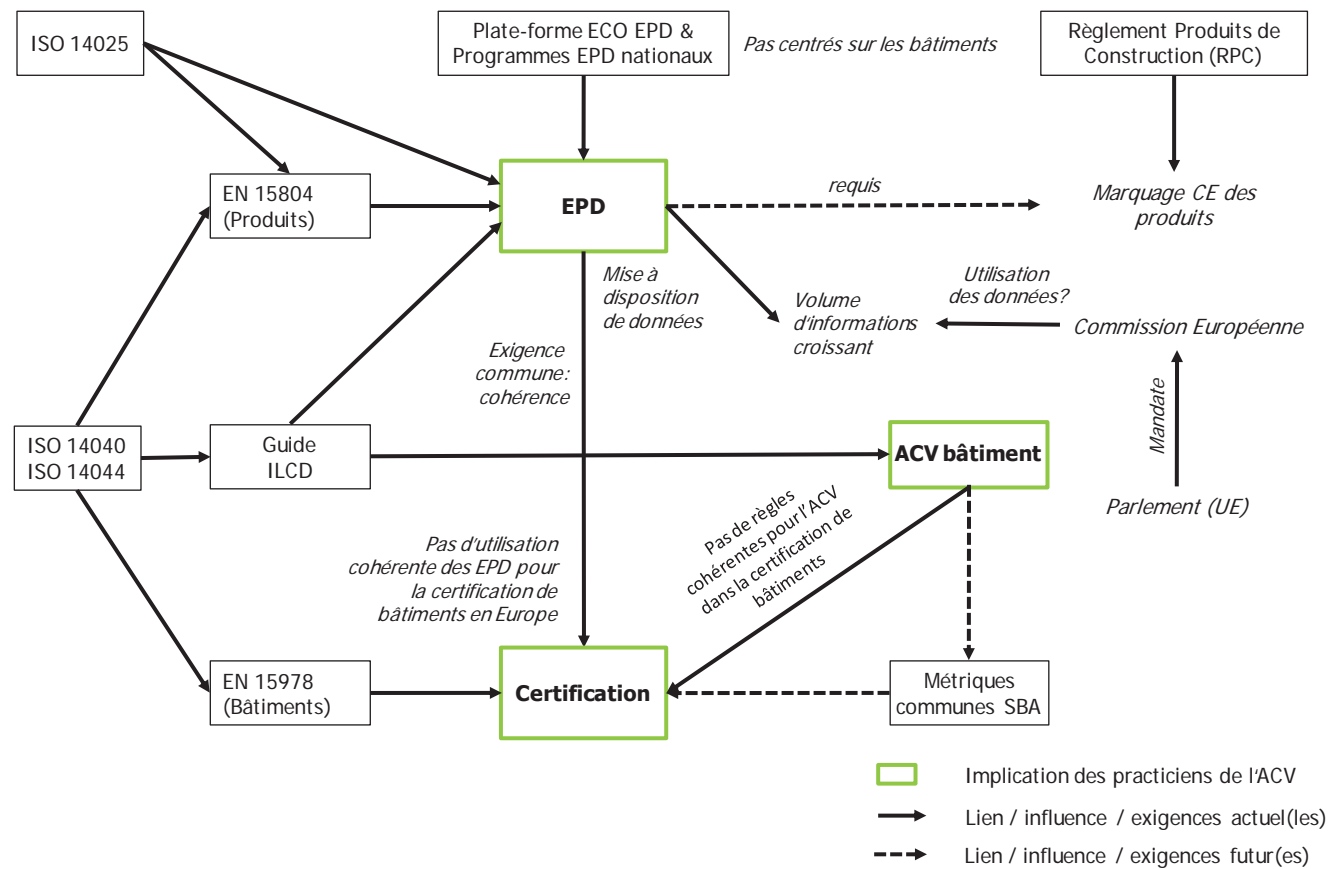 ISO 14025
Plate-forme ECO EPD &
Programmes EPD nationaux
Pas centrés sur les bâtiments
Règlement Produits de
Construction (RPC)
EN 15804
(Produits)
EPD
requis
Marquage CE des
produits
Mise à
disposition
de données
Volume
d'informations
croissant
Utilisation
des données?
Commission Européenne
Exigence
commune:
cohérence
Mandate
ISO 14040
ISO 14044
Guide
ILCD
ACV bâtiment
Parlement (UE)
Pas de règles
cohérentes pour l'ACV
dans la certification de
bâtiments
Pas d'utilisation
cohérente des EPD pour
la certification de
bâtiments en Europe
EN 15978
(Bâtiments)
Certification
Métriques
communes SBA
Implication des practiciens de l'ACV
Lien / influence / exigences actuel(les)
Lien / influence / exigences futur(es)